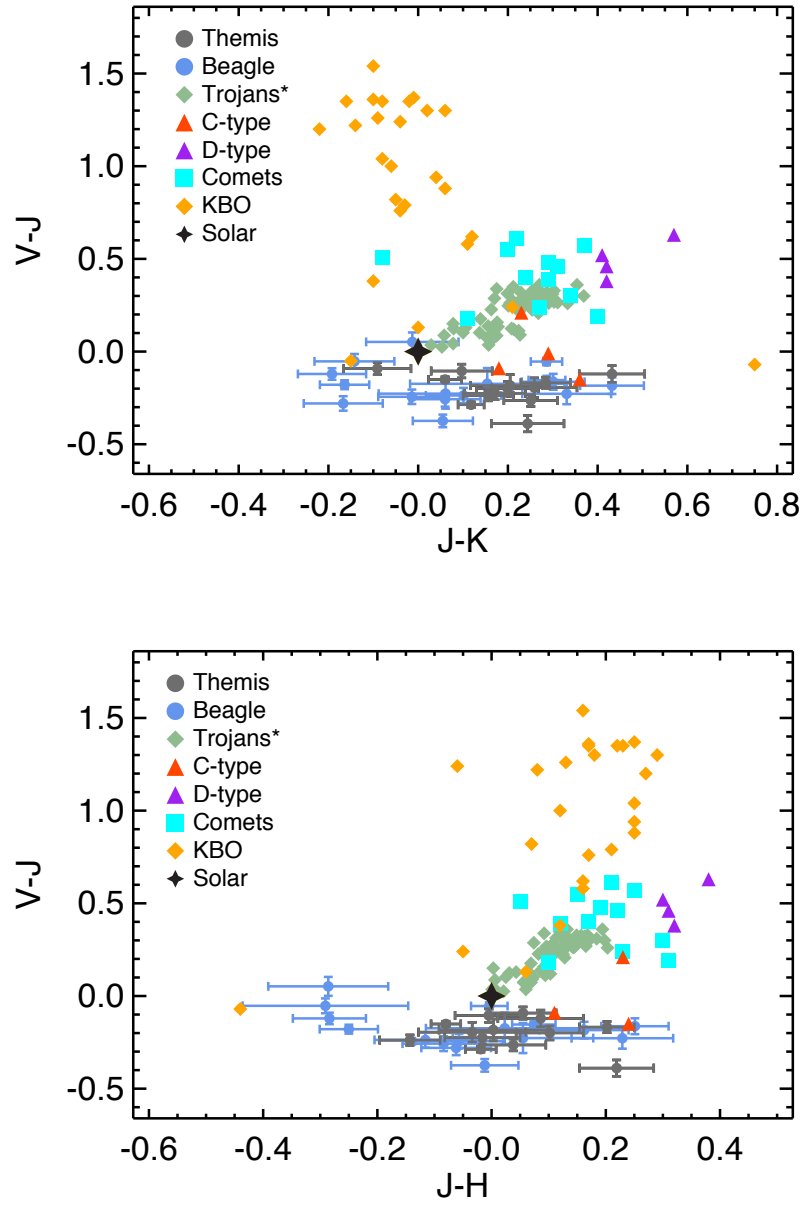 Themis
Beagle
Trojans*
C-type
D-type
Comets
KBO
Solar
1.5
1.0
0.5
0.0
-0.5
V-J
-0.6 -0.4 -0.2 -0.0 0.2 0.4 0.6 0.8
J-K
Themis
Beagle
Trojans*
C-type
D-type
Comets
KBO
Solar
1.5
1.0
0.5
0.0
-0.5
V-J
-0.6 -0.4 -0.2 -0.0 0.2 0.4
J-H